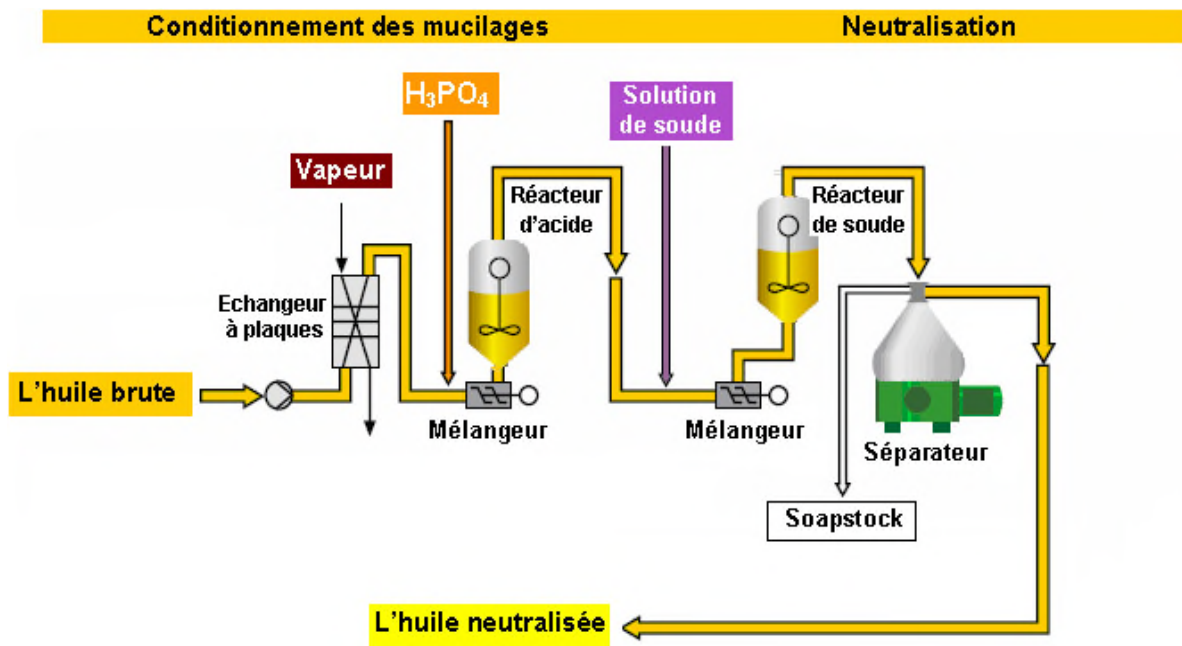 Conditionnement des mucilages
Neutralisation
H₃PO₄
Solution
de soude
Vapeur
Réacteur
d'acide
Réacteur
de soude
Echangeur
à plaques
L'huile brute
Mélangeur
Mélangeur
Séparateur
Soapstock
L'huile neutralisée